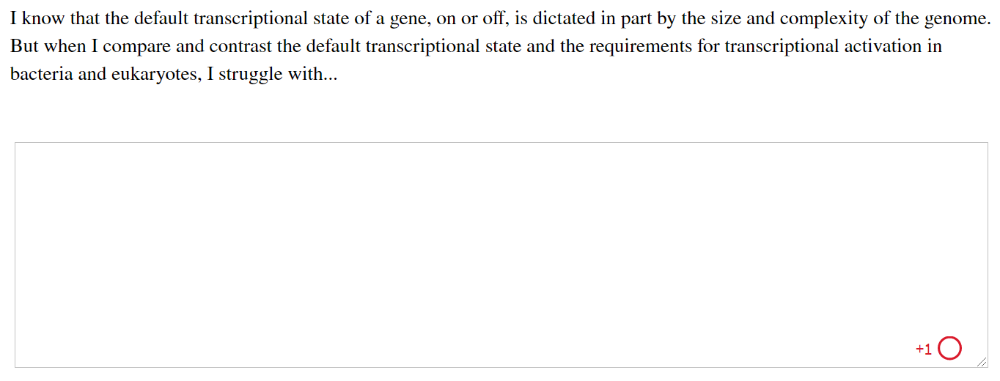 I know that the default transcriptional state of a gene, on or off, is dictated in part by the size and complexity of the genome.
But when I compare and contrast the default transcriptional state and the requirements for transcriptional activation in
bacteria and eukaryotes, I struggle with...
+1